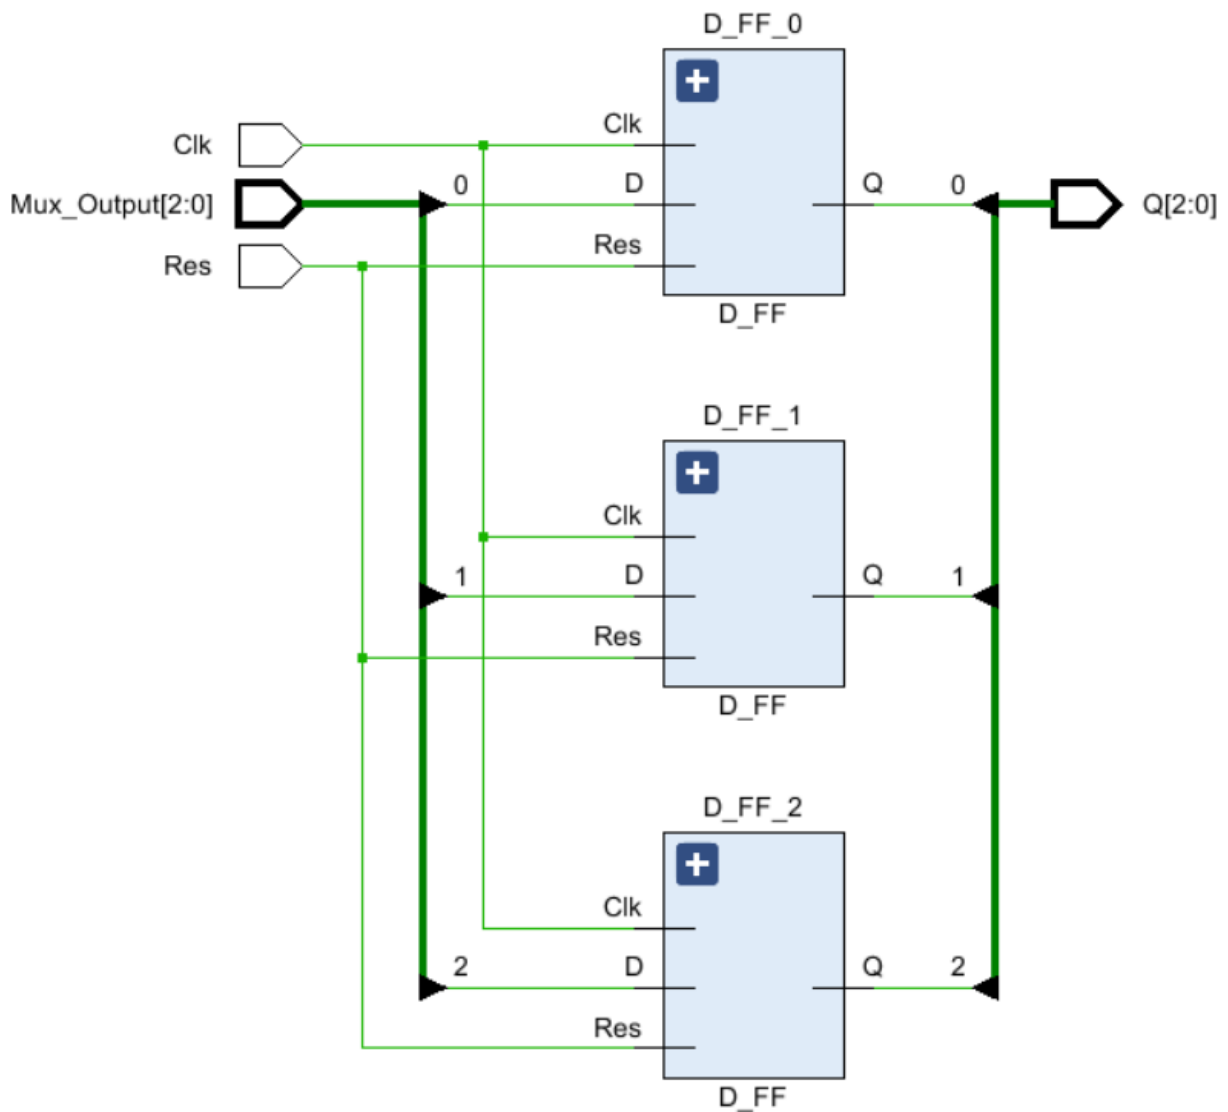 D_FF_0
Clk
Clk
Mux_Output[2:0]
0
D
Q
0
Q[2:0]
Res
Res
D_FF
D_FF_1
Clk
1
D
Q
1
Res
D_FF
D_FF_2
Clk
2
D
Q
2
Res
D_FF